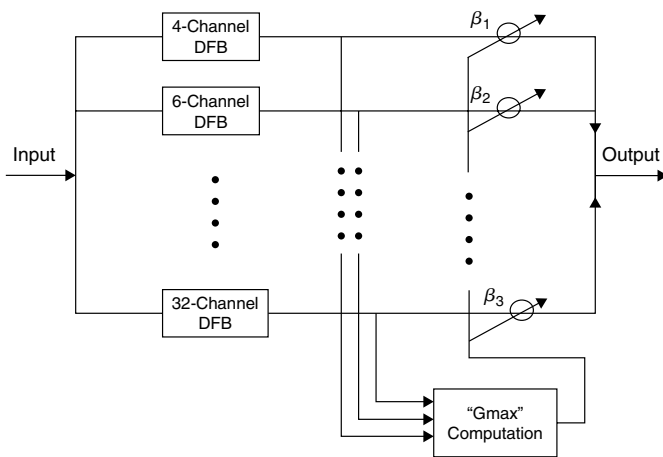 4-Channel
DFB
β1
6-Channel
DFB
β2
Input
Output
32-Channel
DFB
β3
“Gmax”
Computation